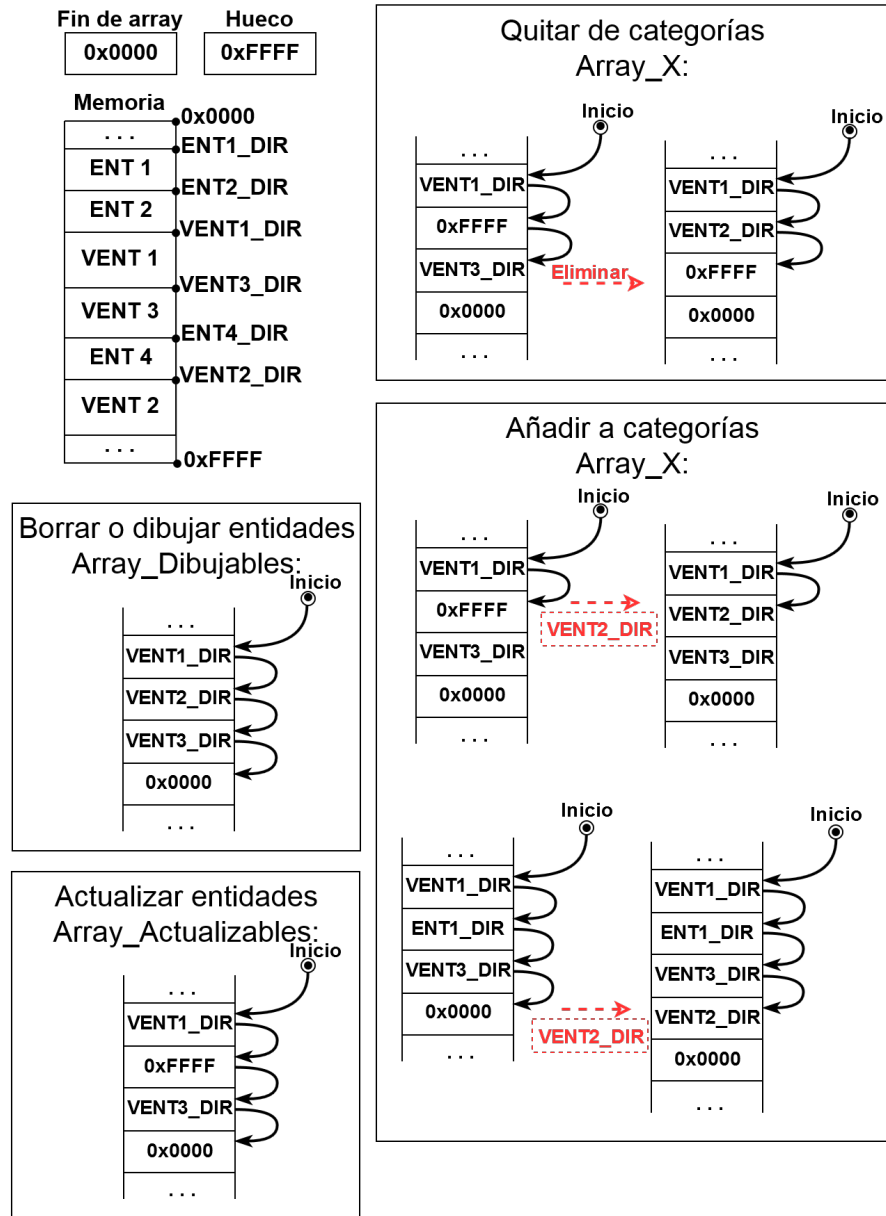 Fin de array
0x0000
Hueco
0xFFFF
Memoria
0x0000
. . .
ENT1_DIR
ENT 1
ENT2_DIR
ENT 2
VENT1_DIR
VENT 1
VENT3_DIR
VENT 3
ENT4_DIR
ENT 4
VENT2_DIR
VENT 2
. . .
0xFFFF
Quitar de categorías
Array_X:
Inicio
. . .
VENT1_DIR
0xFFFF
VENT3_DIR
0x0000
. . .
Eliminar
Inicio
. . .
VENT1_DIR
VENT2_DIR
0xFFFF
0x0000
. . .
Borrar o dibujar entidades
Array_Dibujables:
Inicio
. . .
VENT1_DIR
VENT2_DIR
VENT3_DIR
0x0000
. . .
Actualizar entidades
Array_Actualizables:
Inicio
. . .
VENT1_DIR
0xFFFF
VENT3_DIR
0x0000
. . .
Añadir a categorías
Array_X:
Inicio
. . .
VENT1_DIR
0xFFFF
VENT3_DIR
0x0000
. . .
VENT2_DIR
Inicio
. . .
VENT1_DIR
VENT2_DIR
VENT3_DIR
0x0000
. . .
Inicio
. . .
VENT1_DIR
ENT1_DIR
VENT3_DIR
0x0000
. . .
VENT2_DIR
Inicio
. . .
VENT1_DIR
ENT1_DIR
VENT3_DIR
VENT2_DIR
0x0000
. . .